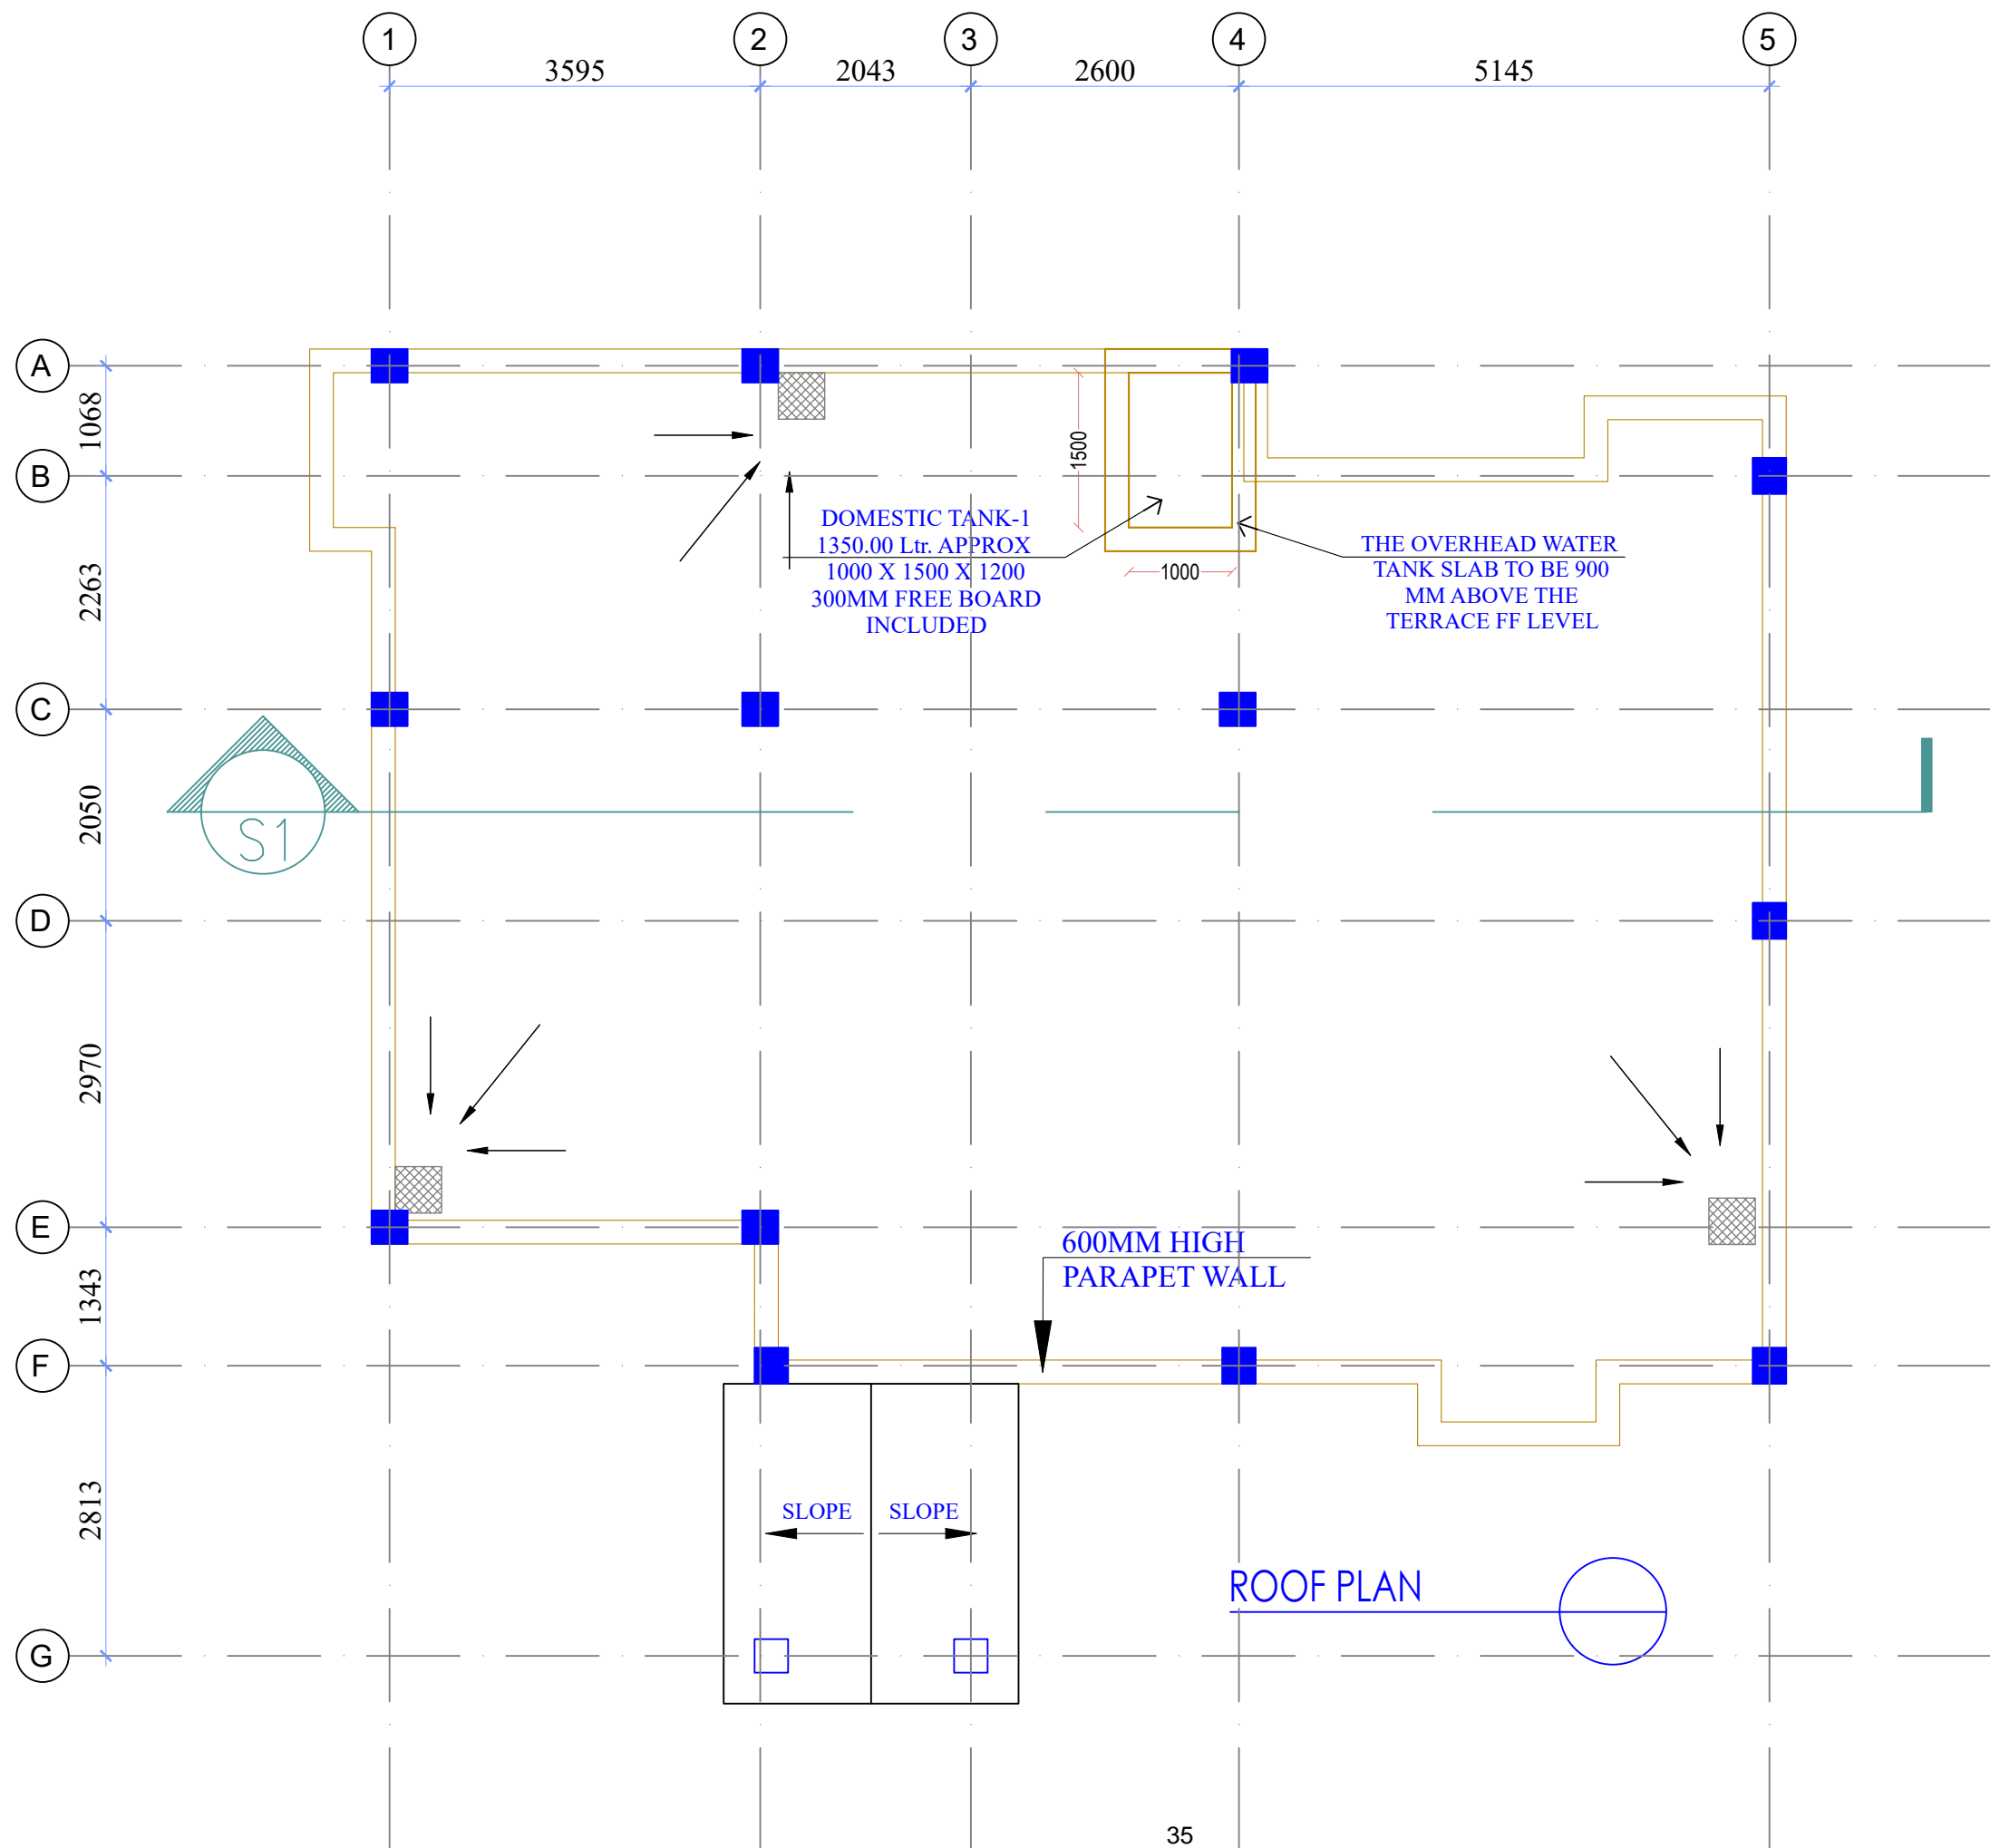 1
2
3
4
5
3595
2043
2600
5145
A
B
C
D
E
F
G
1068
2263
2050
2970
1343
2813
1500
1000
DOMESTIC TANK-1
1350.00 Ltr. APPROX
1000 X 1500 X 1200
300MM FREE BOARD
INCLUDED
THE OVERHEAD WATER
TANK SLAB TO BE 900
MM ABOVE THE
TERRACE FF LEVEL
S1
600MM HIGH
PARAPET WALL
SLOPE
SLOPE
ROOF PLAN
35